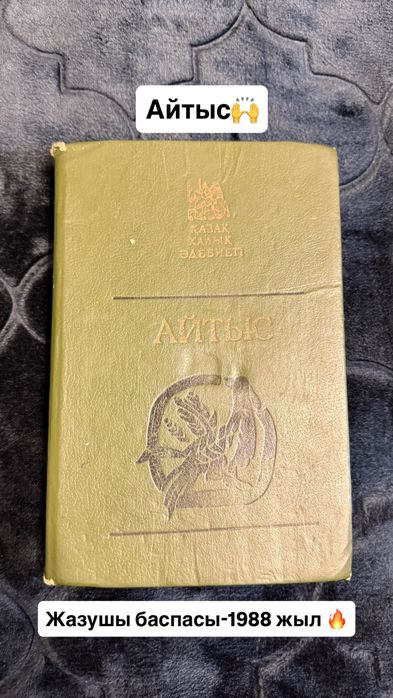 Айтыс🙌
ҚАЗАҚ
ХАЛЫҚ
ӘДЕБИЕТІ
АЙТЫС
Жазушы баспасы-1988 жыл 🔥